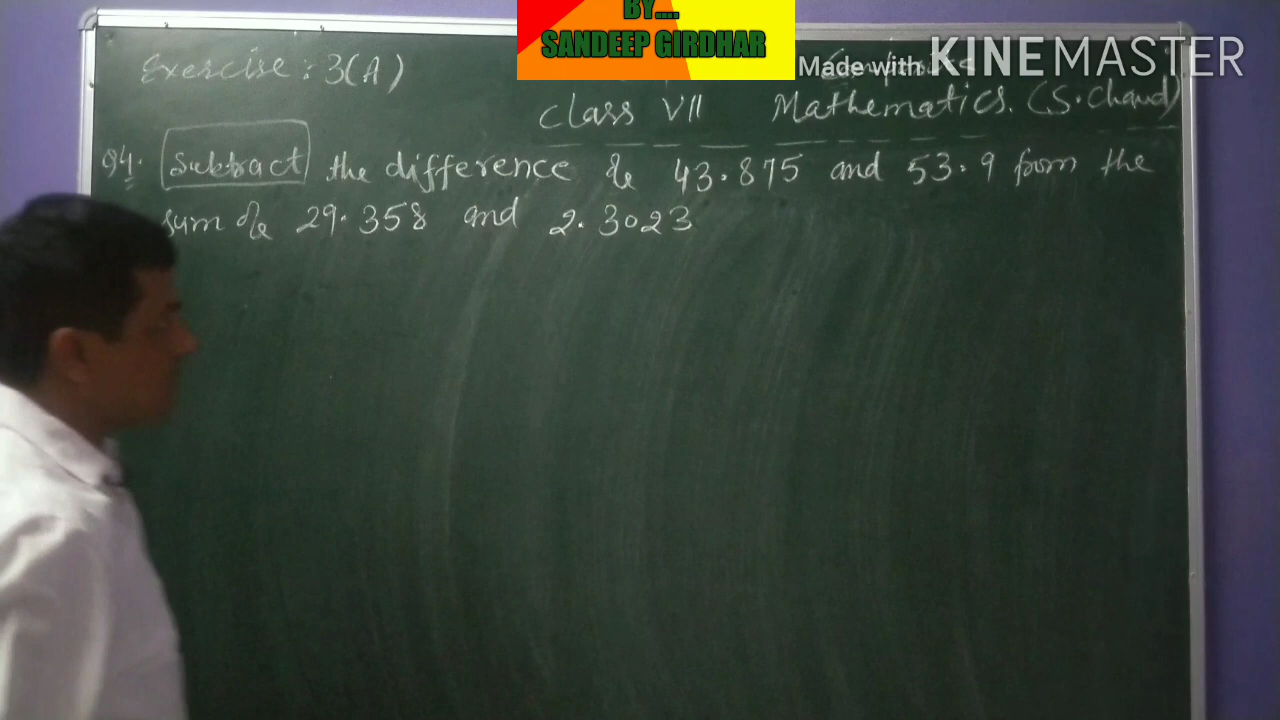 BY....
SANDEEP GIRDHAR
Made with KINEMASTER
Exercise : 3(A)
Class VII Mathematics. (S. Chand)
Q4. Subtract the difference of 43.875 and 53.9 from the
sum of 29.358 and 2.3023